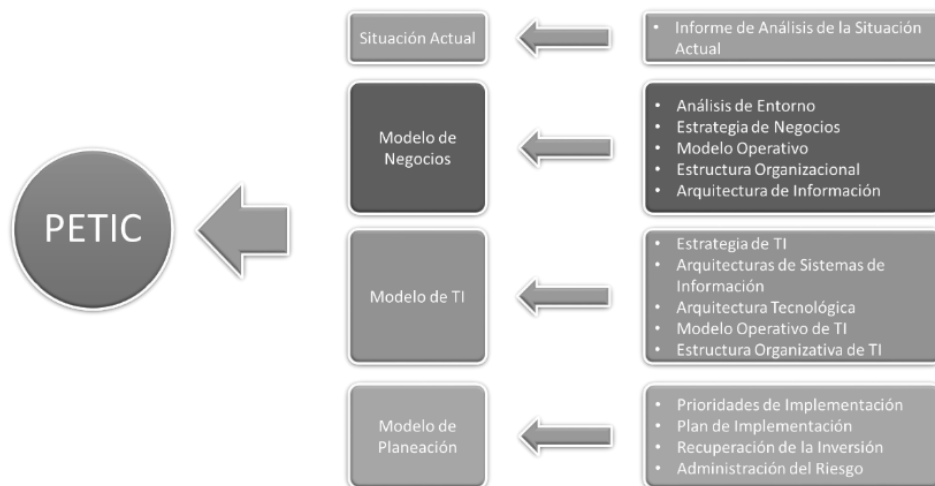 PETIC
Situación Actual
• Informe de Análisis de la Situación
Actual
Modelo de
Negocios
• Análisis de Entorno
• Estrategia de Negocios
• Modelo Operativo
• Estructura Organizacional
• Arquitectura de Información
Modelo de TI
• Estrategia de TI
• Arquitecturas de Sistemas de
Información
• Arquitectura Tecnológica
• Modelo Operativo de TI
• Estructura Organizativa de TI
Modelo de
Planeación
• Prioridades de Implementación
• Plan de Implementación
• Recuperación de la Inversión
• Administración del Riesgo